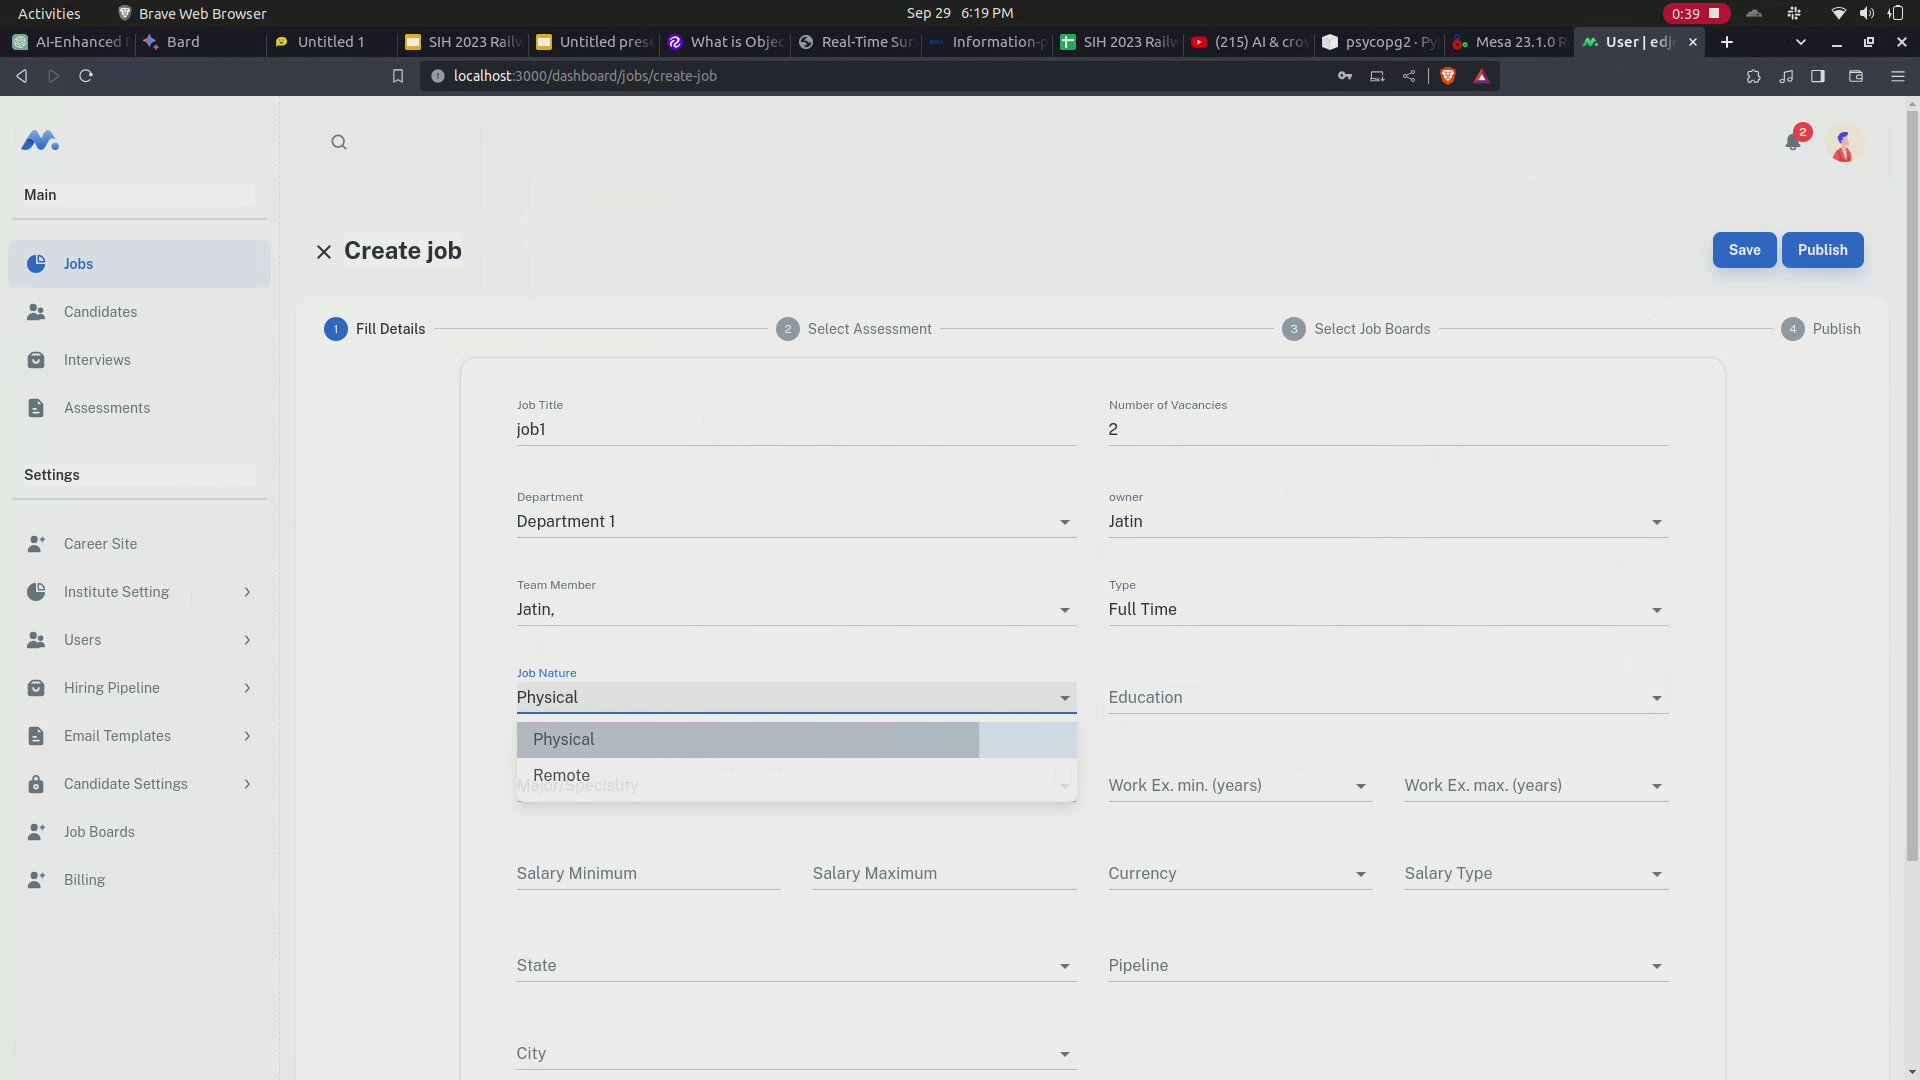 Activities
Brave Web Browser
Sep 29 6:19 PM
0:39
AI-Enhanced
Bard
Untitled 1
SIH 2023 Railw
Untitled prese
What is Objec
Real-Time Sur
Information-p
SIH 2023 Railw
(215) AI & crow
psycopg2 · Py
Mesa 23.1.0 R
User | edj
localhost:3000/dashboard/jobs/create-job
2
Main
Create job
Save
Publish
Jobs
1 Fill Details
2 Select Assessment
3 Select Job Boards
4 Publish
Candidates
Interviews
Assessments
Settings
Career Site
Institute Setting
Users
Hiring Pipeline
Email Templates
Candidate Settings
Job Boards
Billing
Job Title
job1
Number of Vacancies
2
Department
Department 1
owner
Jatin
Team Member
Jatin,
Type
Full Time
Job Nature
Physical
Education
Physical
Remote
Major/Speciality
Work Ex. min. (years)
Work Ex. max. (years)
Salary Minimum
Salary Maximum
Currency
Salary Type
State
Pipeline
City